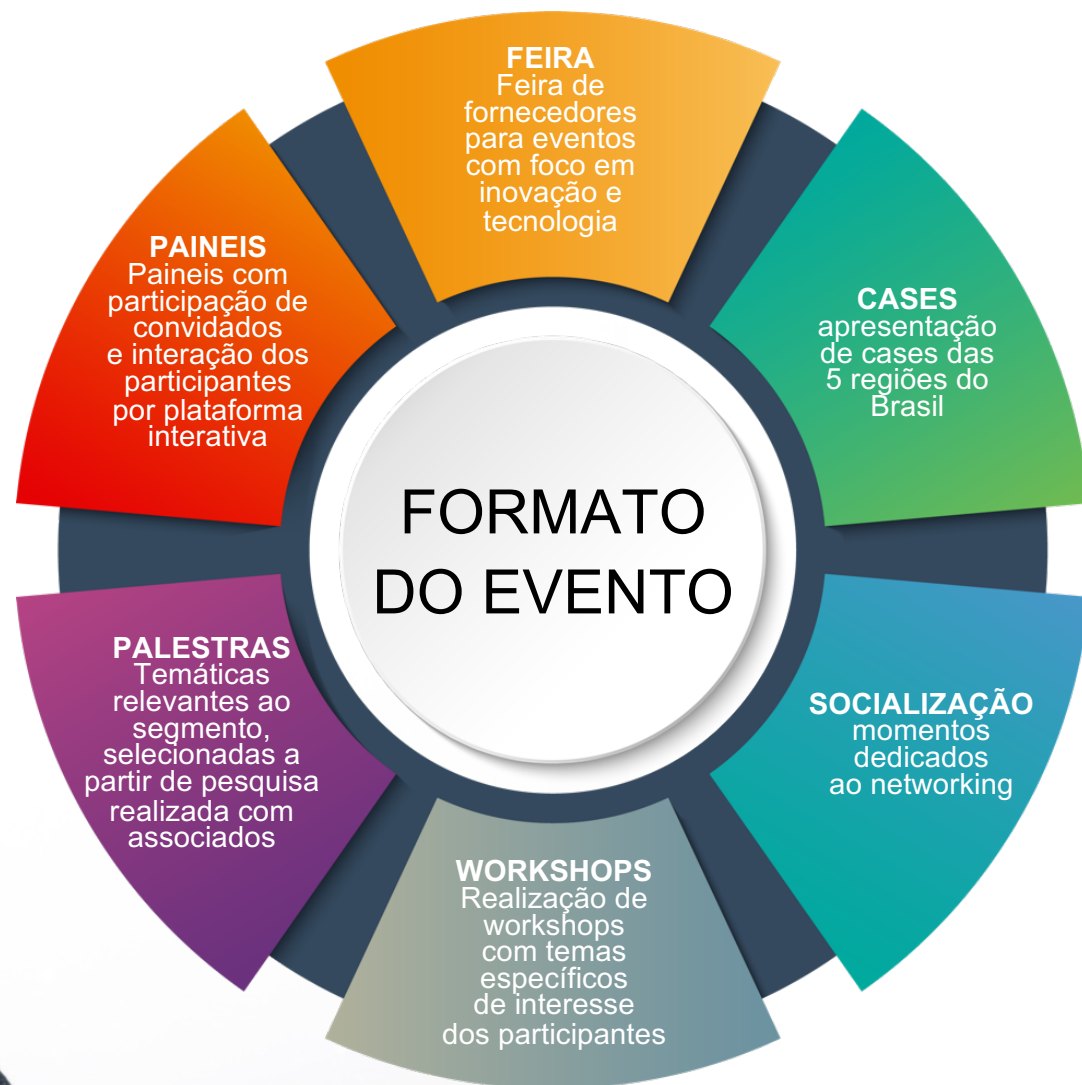 FEIRA
Feira de
fornecedores
para eventos
com foco em
inovação e
tecnologia
CASES
apresentação
de cases das
5 regiões do
Brasil
SOCIALIZAÇÃO
momentos
dedicados
ao networking
WORKSHOPS
Realização de
workshops
com temas
específicos
de interesse
dos participantes
PALESTRAS
Temáticas
relevantes ao
segmento,
selecionadas a
partir de pesquisa
realizada com
associados
PAINEIS
Paineis com
participação de
convidados
e interação dos
participantes
por plataforma
interativa
FORMATO
DO EVENTO